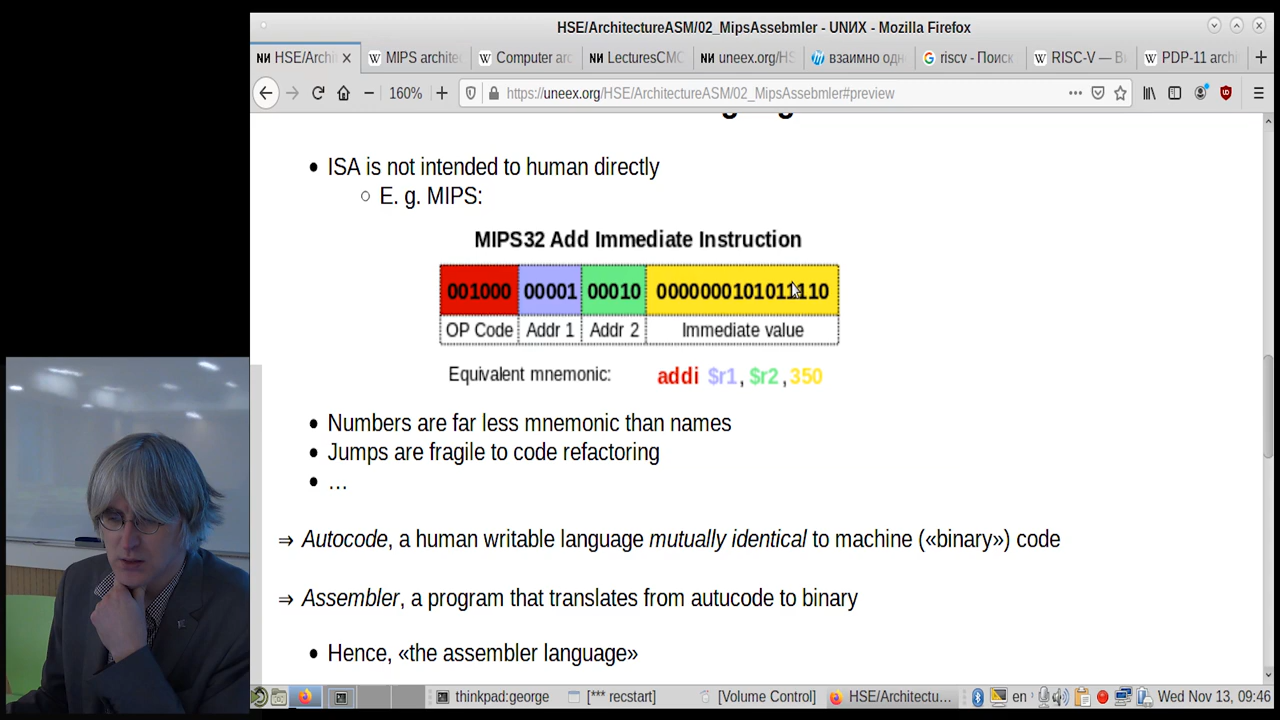 HSE/ArchitectureASM/02_MipsAssebmler - UNИX - Mozilla Firefox
ИИ HSE/Archi
W MIPS archite
W Computer arc
ИИ LecturesCMC
ИИ uneex.org/HS
взаимно одн
riscv - Поиск
W RISC-V — В
W PDP-11 archi
160%
https://uneex.org/HSE/ArchitectureASM/02_MipsAssebmler#preview
ISA is not intended to human directly
E. g. MIPS:
MIPS32 Add Immediate Instruction
001000 00001 00010 0000000101011110
OP Code Addr 1 Addr 2 Immediate value
Equivalent mnemonic: addi $r1, $r2 ,350
Numbers are far less mnemonic than names
Jumps are fragile to code refactoring
…
⇒ Autocode, a human writable language mutually identical to machine («binary») code
⇒ Assembler, a program that translates from autucode to binary
Hence, «the assembler language»
thinkpad:george
[*** recstart]
[Volume Control]
HSE/Architectu...
en
Wed Nov 13, 09:46